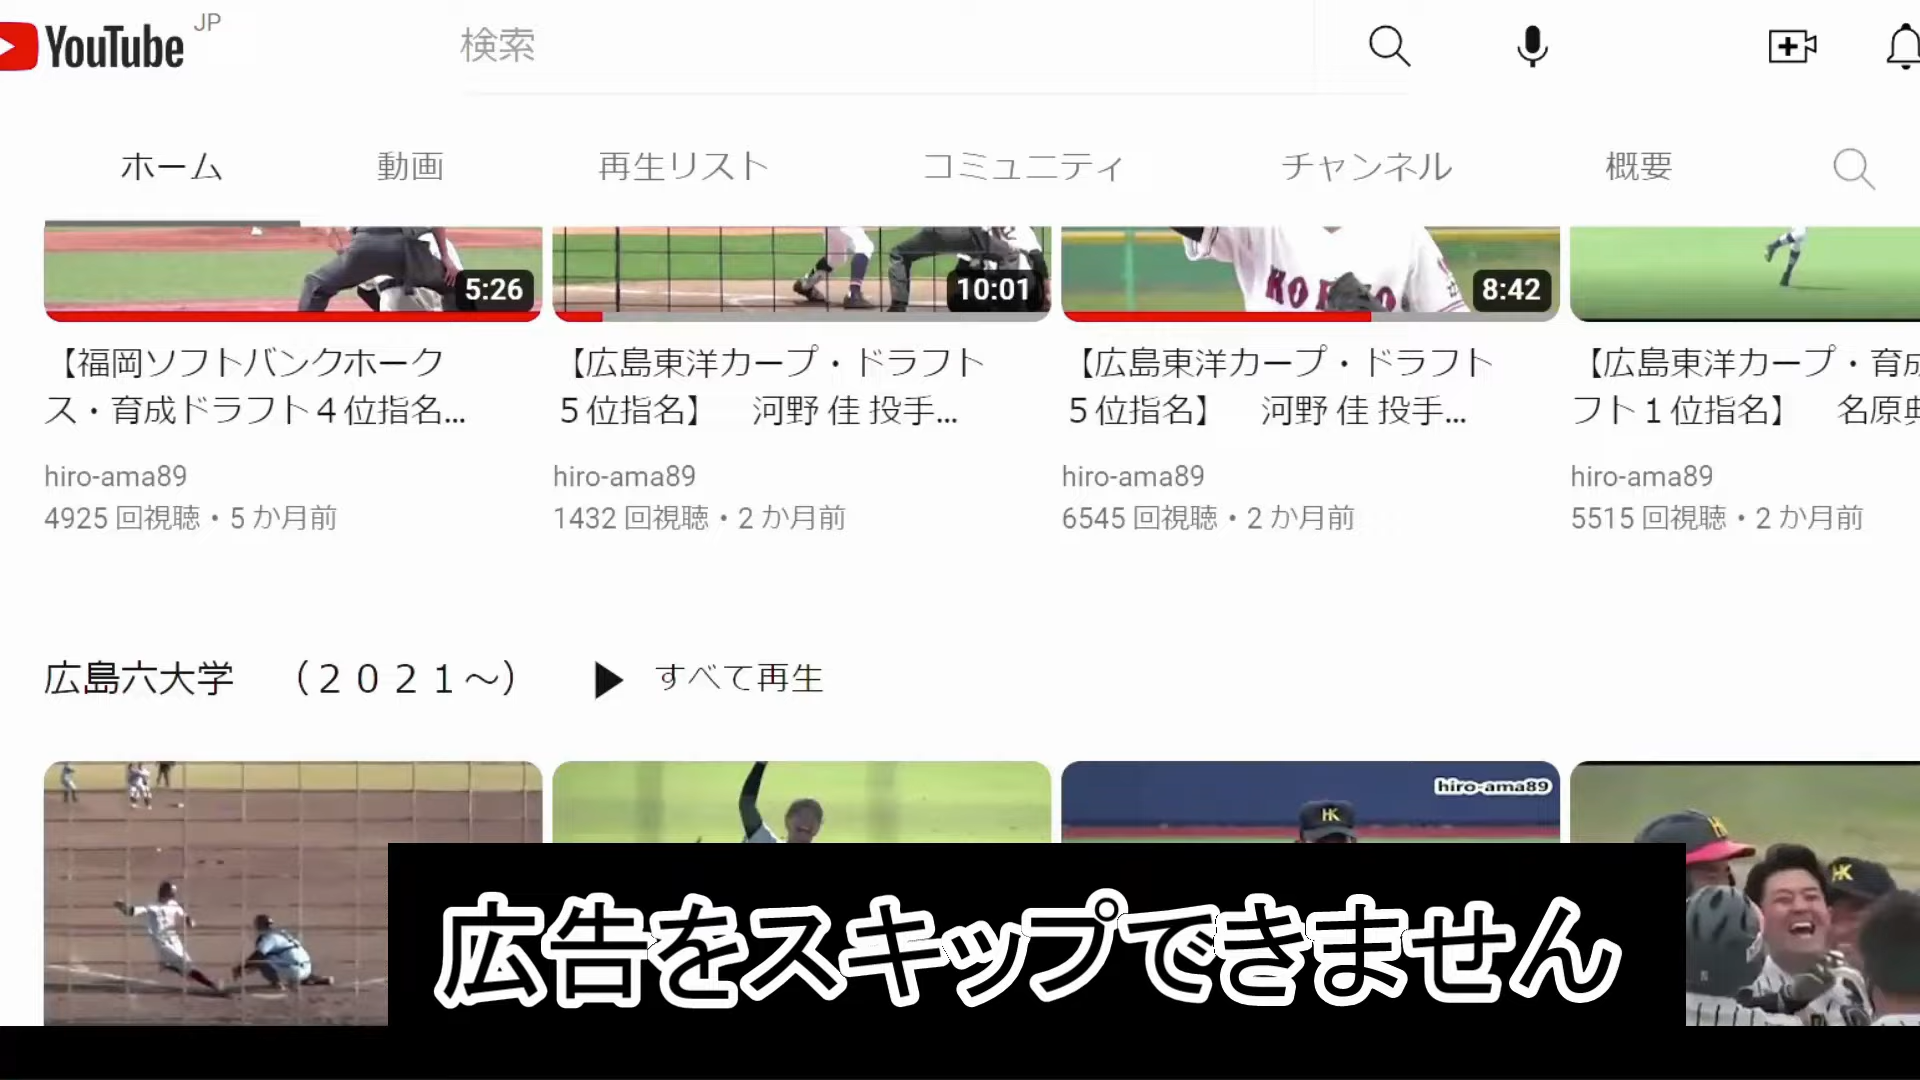 YouTube JP
検索
ホーム 動画 再生リスト コミュニティ チャンネル 概要
5:26 10:01 8:42
KO
【福岡ソフトバンクホーク
ス・育成ドラフト４位指名...
hiro-ama89
4925 回視聴・5 か月前
【広島東洋カープ・ドラフト
５位指名】 河野 佳 投手...
hiro-ama89
1432 回視聴・2 か月前
【広島東洋カープ・ドラフト
５位指名】 河野 佳 投手...
hiro-ama89
6545 回視聴・2 か月前
【広島東洋カープ・育成
フト１位指名】 名原典
hiro-ama89
5515 回視聴・2 か月前
広島六大学 （２０２１～） すべて再生
hiro-ama89
HK
HK
広告をスキップできません